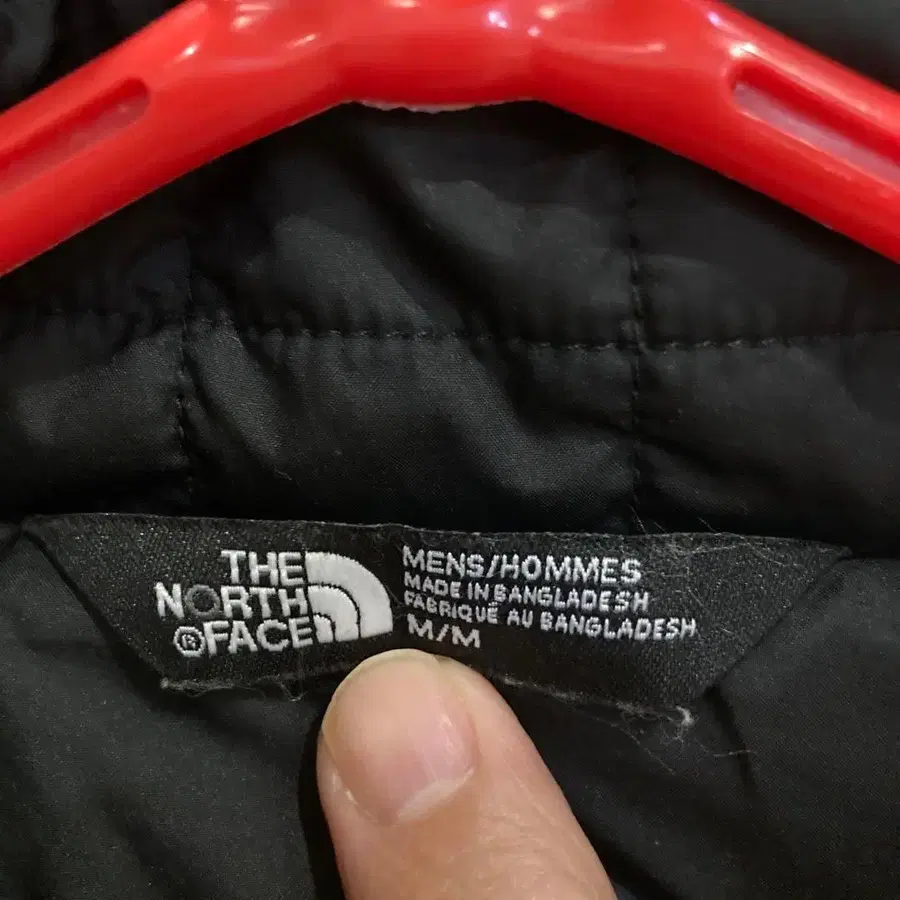 THE
NORTH
®FACE
MENS/HOMMES
MADE IN BANGLADESH
FABRIQUÉ AU BANGLADESH
M/M